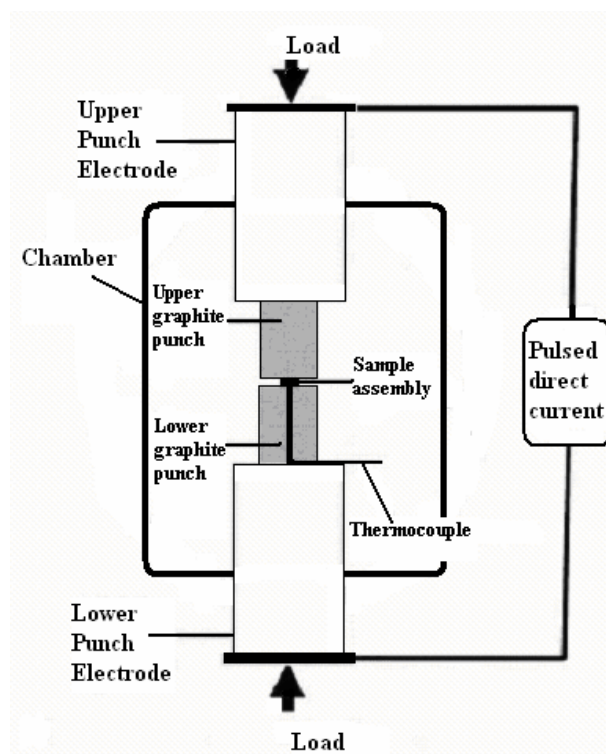 Load
Upper
Punch
Electrode
Chamber
Upper
graphite
punch
Sample
assembly
Pulsed
direct
current
Lower
graphite
punch
Thermocouple
Lower
Punch
Electrode
Load